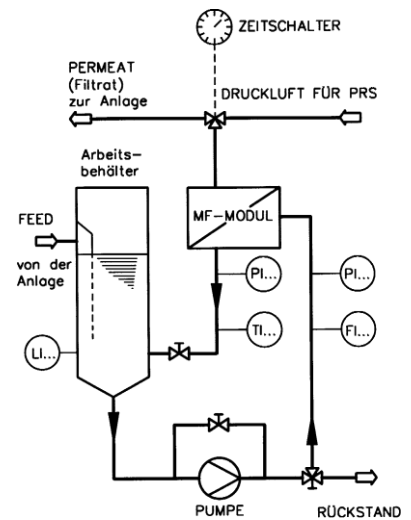 ZEITSCHALTER
PERMEAT
(Filtrat)
zur Anlage
DRUCKLUFT FÜR PRS
Arbeits-
behälter
FEED
von der
Anlage
MF-MODUL
PI...
PI...
TI...
FI...
LI...
PUMPE
RÜCKSTAND